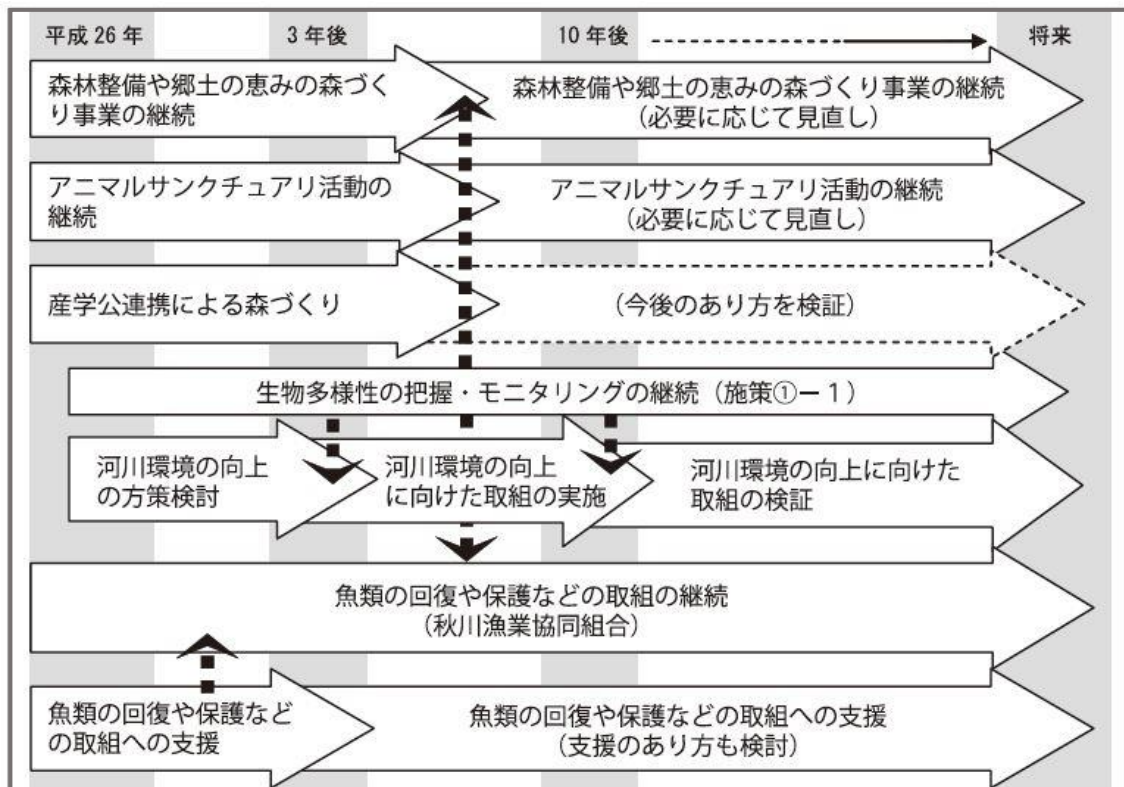 平成 26 年
3 年後
10 年後
将来
森林整備や郷土の恵みの森づく
り事業の継続
森林整備や郷土の恵みの森づくり事業の継続
（必要に応じて見直し）
アニマルサンクチュアリ活動の
継続
アニマルサンクチュアリ活動の継続
（必要に応じて見直し）
産学公連携による森づくり
（今後のあり方を検証）
生物多様性の把握・モニタリングの継続（施策①－１）
河川環境の向上
の方策検討
河川環境の向上
に向けた取組の実施
河川環境の向上に向けた
取組の検証
魚類の回復や保護などの取組の継続
（秋川漁業協同組合）
魚類の回復や保護など
の取組への支援
魚類の回復や保護などの取組への支援
（支援のあり方も検討）